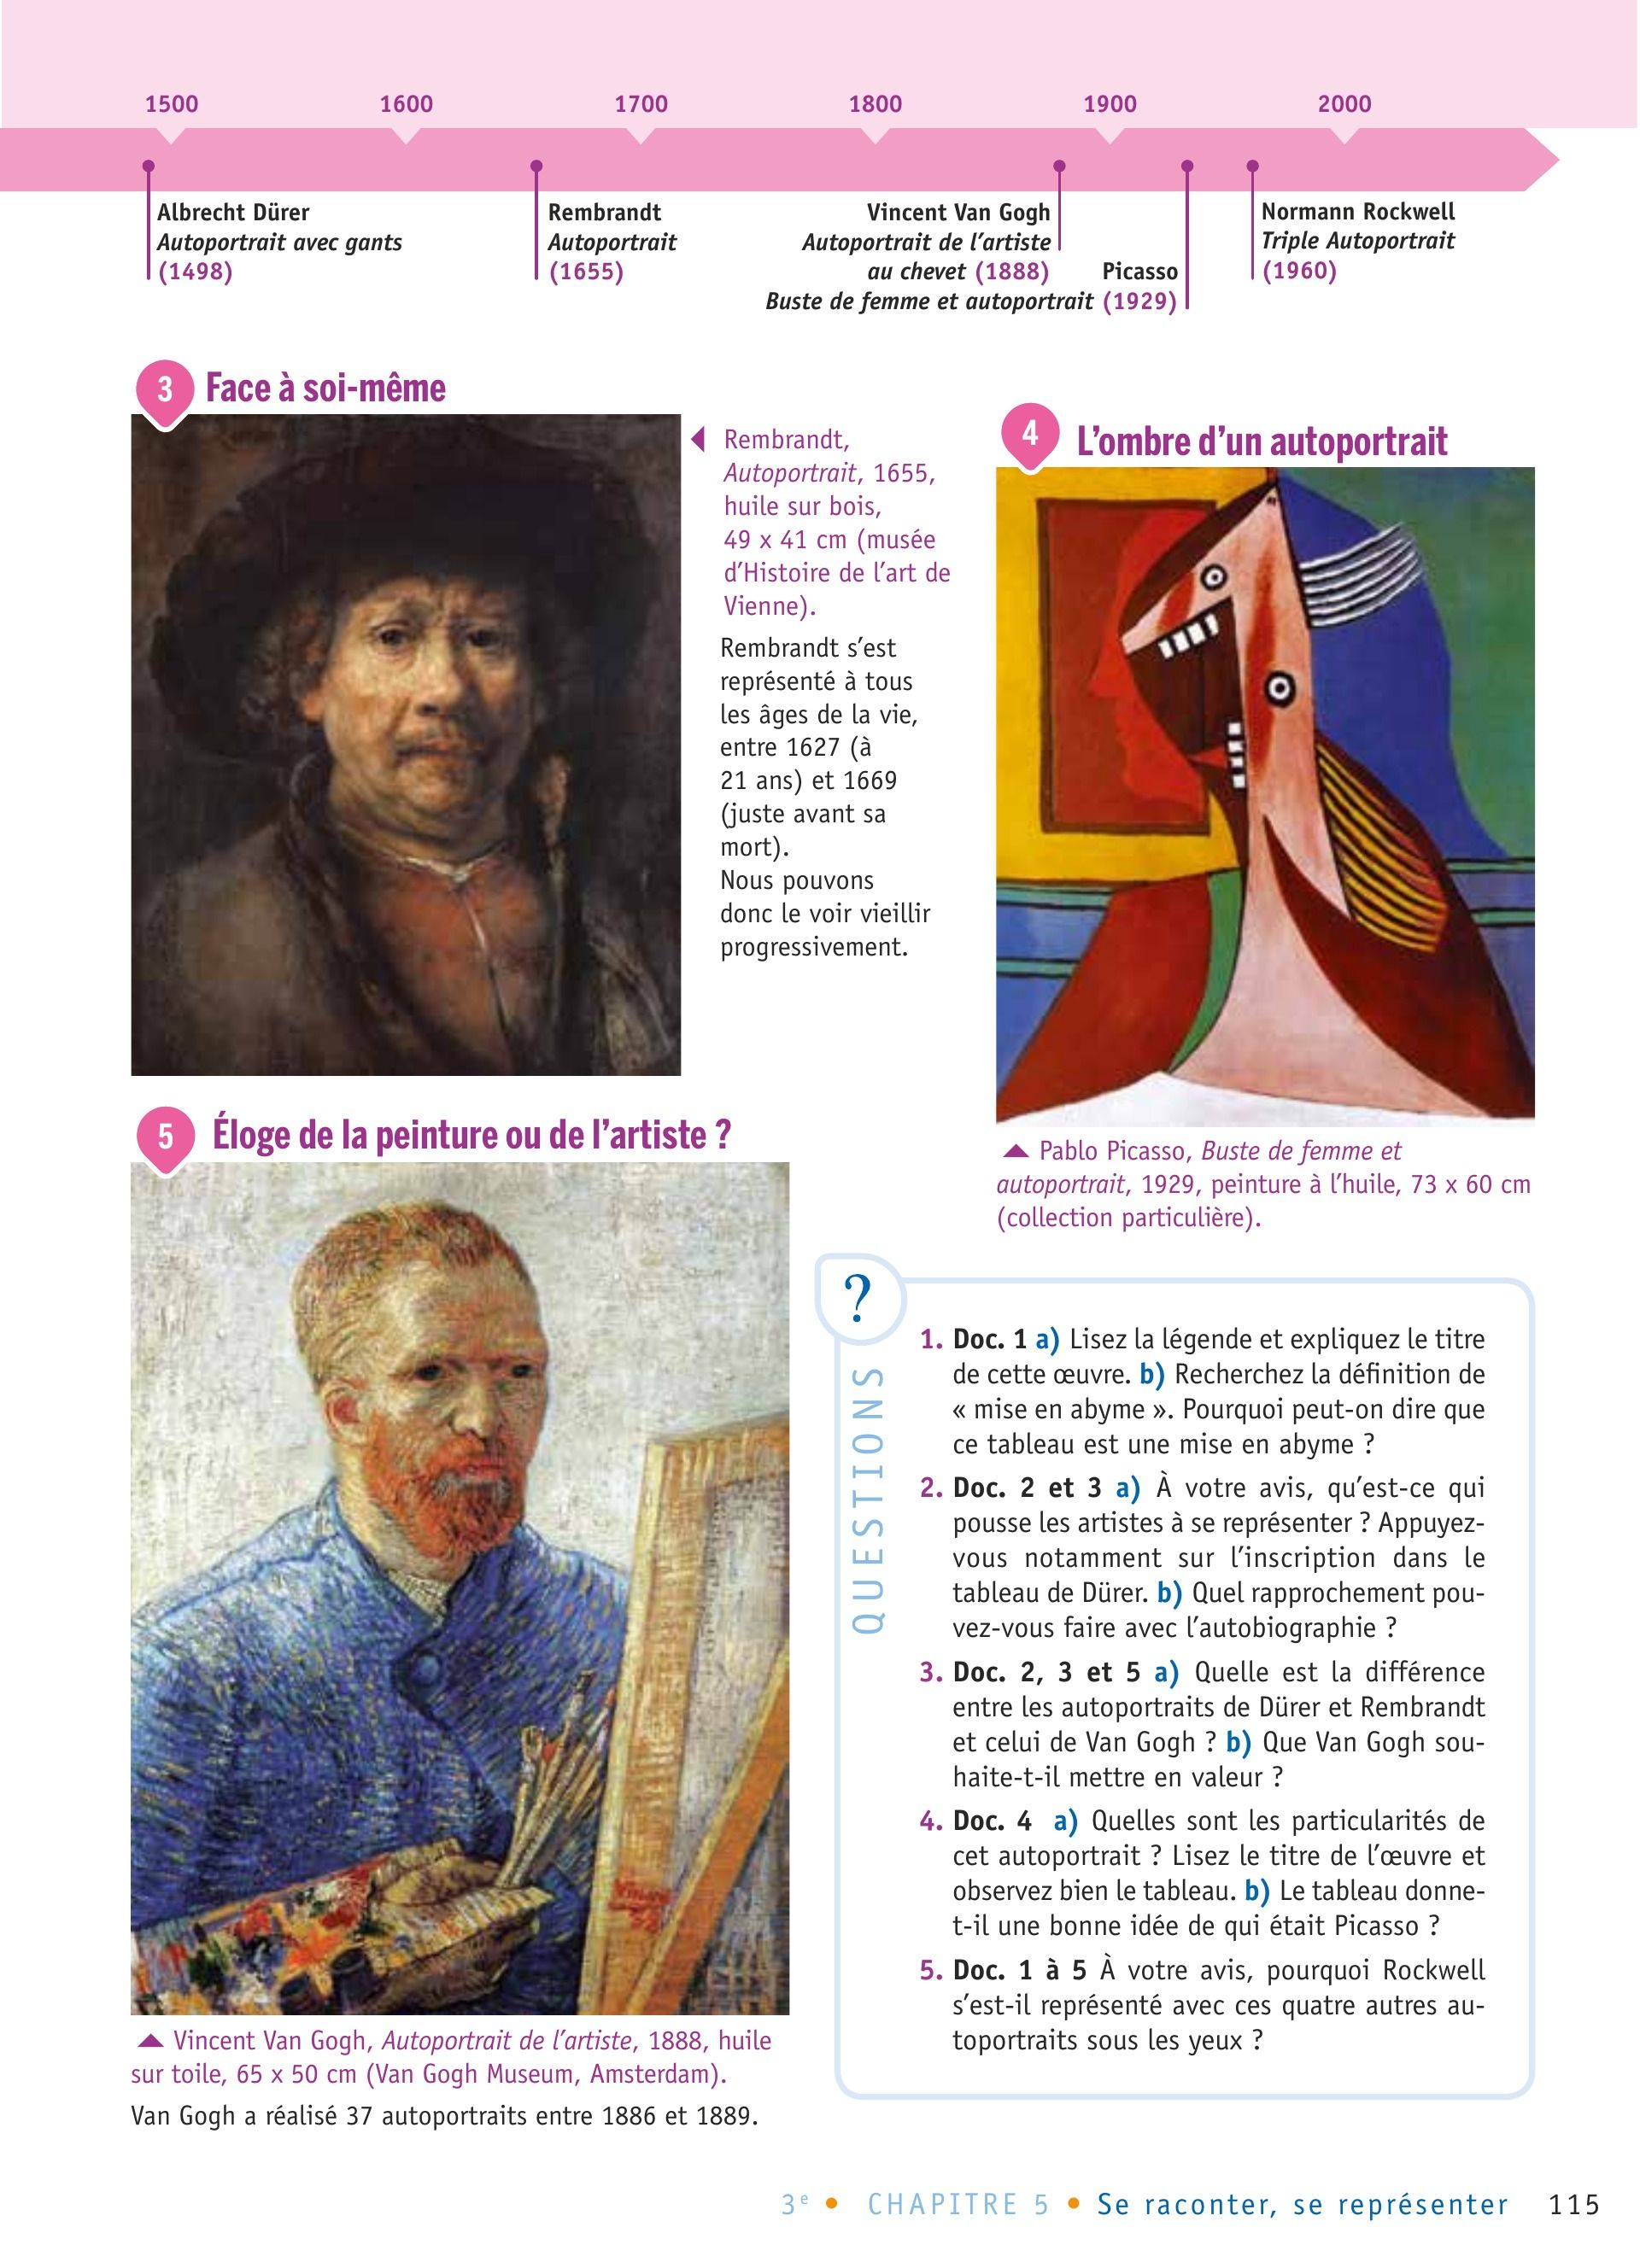 1500 1600 1700 1800 1900 2000
Albrecht Dürer
Autoportrait avec gants
(1498)
Rembrandt
Autoportrait
(1655)
Vincent Van Gogh
Autoportrait de l'artiste
au chevet (1888)
Picasso
Buste de femme et autoportrait (1929)
Normann Rockwell
Triple Autoportrait
(1960)
3 Face à soi-même
Rembrandt,
Autoportrait, 1655,
huile sur bois,
49 x 41 cm (musée
d'Histoire de l'art de
Vienne).
Rembrandt s'est
représenté à tous
les âges de la vie,
entre 1627 (à
21 ans) et 1669
(juste avant sa
mort).
Nous pouvons
donc le voir vieillir
progressivement.
4 L'ombre d'un autoportrait
Pablo Picasso, Buste de femme et
autoportrait, 1929, peinture à l'huile, 73 x 60 cm
(collection particulière).
5 Éloge de la peinture ou de l'artiste ?
Vincent Van Gogh, Autoportrait de l'artiste, 1888, huile
sur toile, 65 x 50 cm (Van Gogh Museum, Amsterdam).
Van Gogh a réalisé 37 autoportraits entre 1886 et 1889.
?
QUESTIONS
1. Doc. 1 a) Lisez la légende et expliquez le titre
de cette œuvre. b) Recherchez la définition de
« mise en abyme ». Pourquoi peut-on dire que
ce tableau est une mise en abyme ?
2. Doc. 2 et 3 a) À votre avis, qu'est-ce qui
pousse les artistes à se représenter ? Appuyez-
vous notamment sur l'inscription dans le
tableau de Dürer. b) Quel rapprochement pou-
vez-vous faire avec l'autobiographie ?
3. Doc. 2, 3 et 5 a) Quelle est la différence
entre les autoportraits de Dürer et Rembrandt
et celui de Van Gogh ? b) Que Van Gogh sou-
haite-t-il mettre en valeur ?
4. Doc. 4 a) Quelles sont les particularités de
cet autoportrait ? Lisez le titre de l'œuvre et
observez bien le tableau. b) Le tableau donne-
t-il une bonne idée de qui était Picasso ?
5. Doc. 1 à 5 À votre avis, pourquoi Rockwell
s'est-il représenté avec ces quatre autres au-
toportraits sous les yeux ?
3e • CHAPITRE 5 • Se raconter, se représenter 115